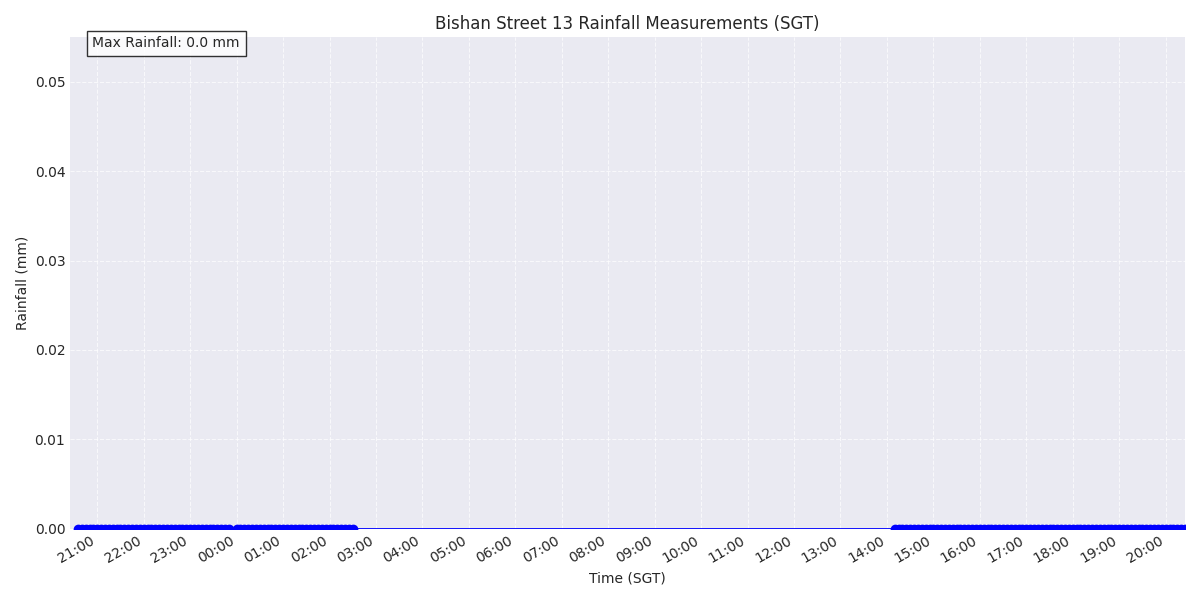 Bishan Street 13 Rainfall Measurements (SGT)
Max Rainfall: 0.0 mm
0.05
0.04
0.03
0.02
0.01
0.00
Rainfall (mm)
21:00 22:00 23:00 00:00 01:00 02:00 03:00 04:00 05:00 06:00 07:00 08:00 09:00 10:00 11:00 12:00 13:00 14:00 15:00 16:00 17:00 18:00 19:00 20:00
Time (SGT)